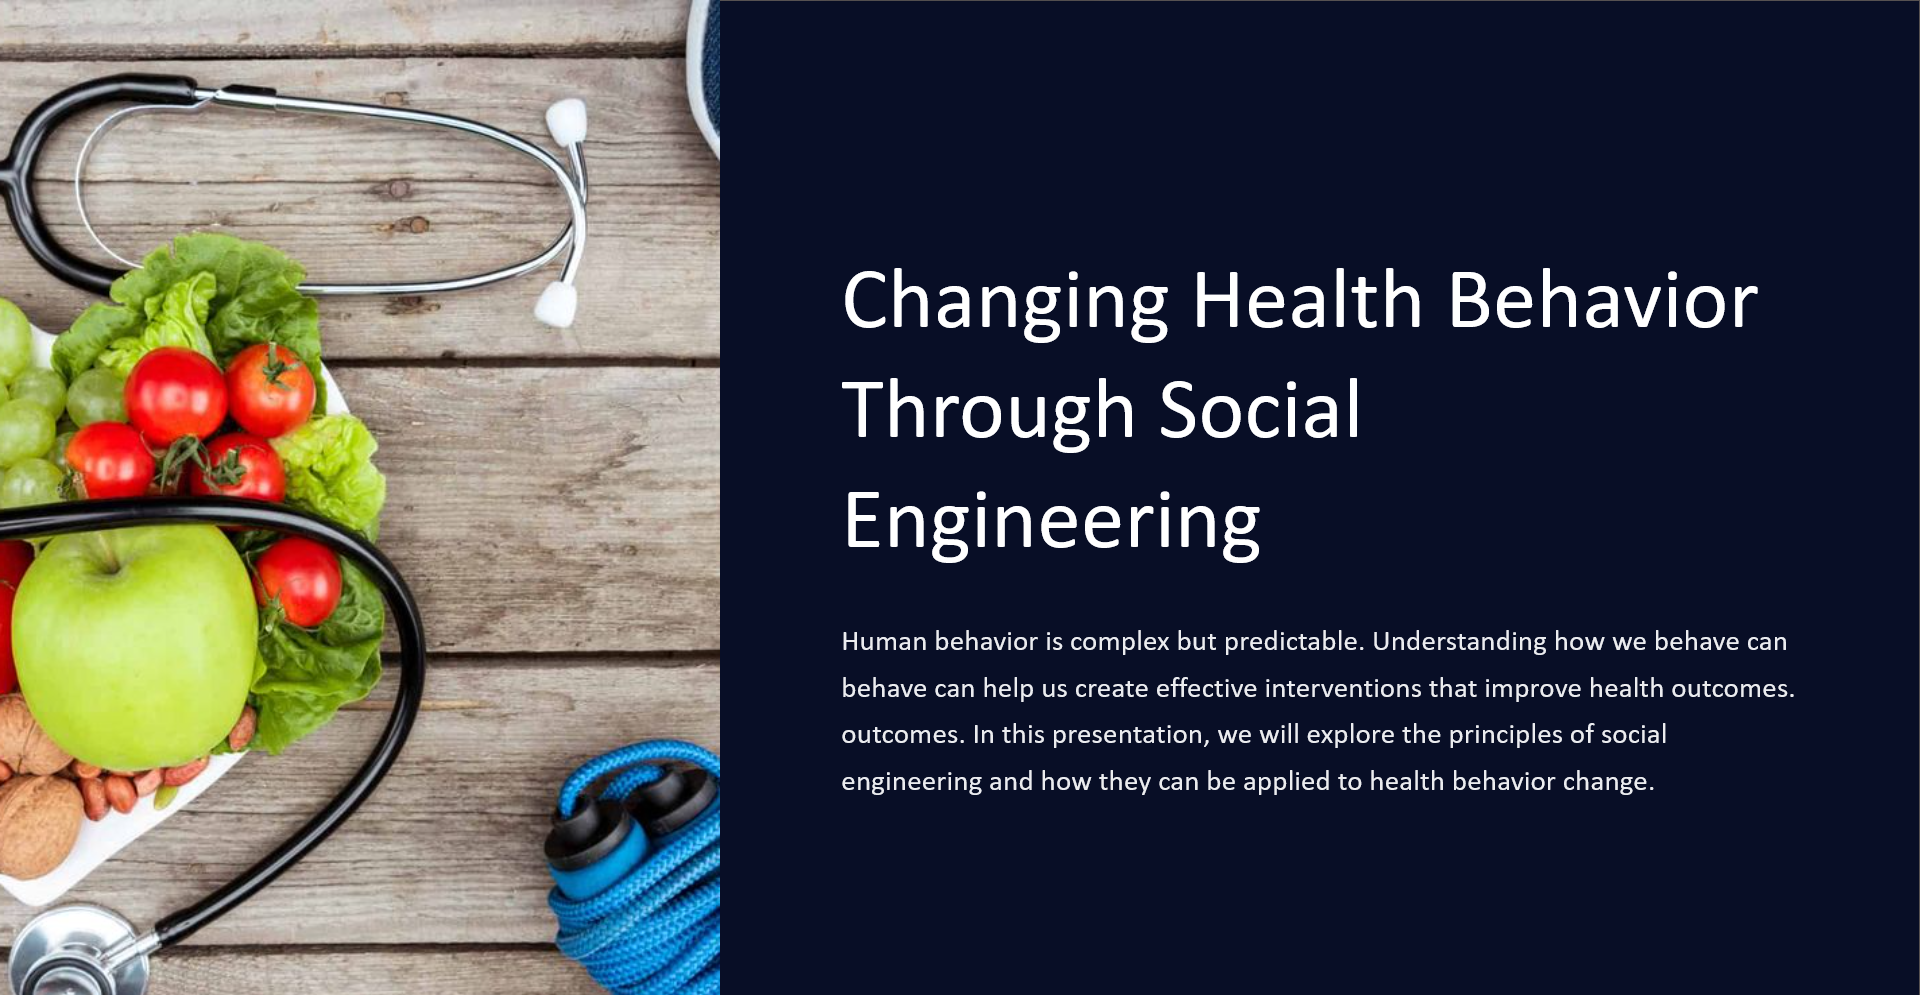 Changing Health Behavior
Through Social
Engineering
Human behavior is complex but predictable. Understanding how we behave can
behave can help us create effective interventions that improve health outcomes.
outcomes. In this presentation, we will explore the principles of social
engineering and how they can be applied to health behavior change.